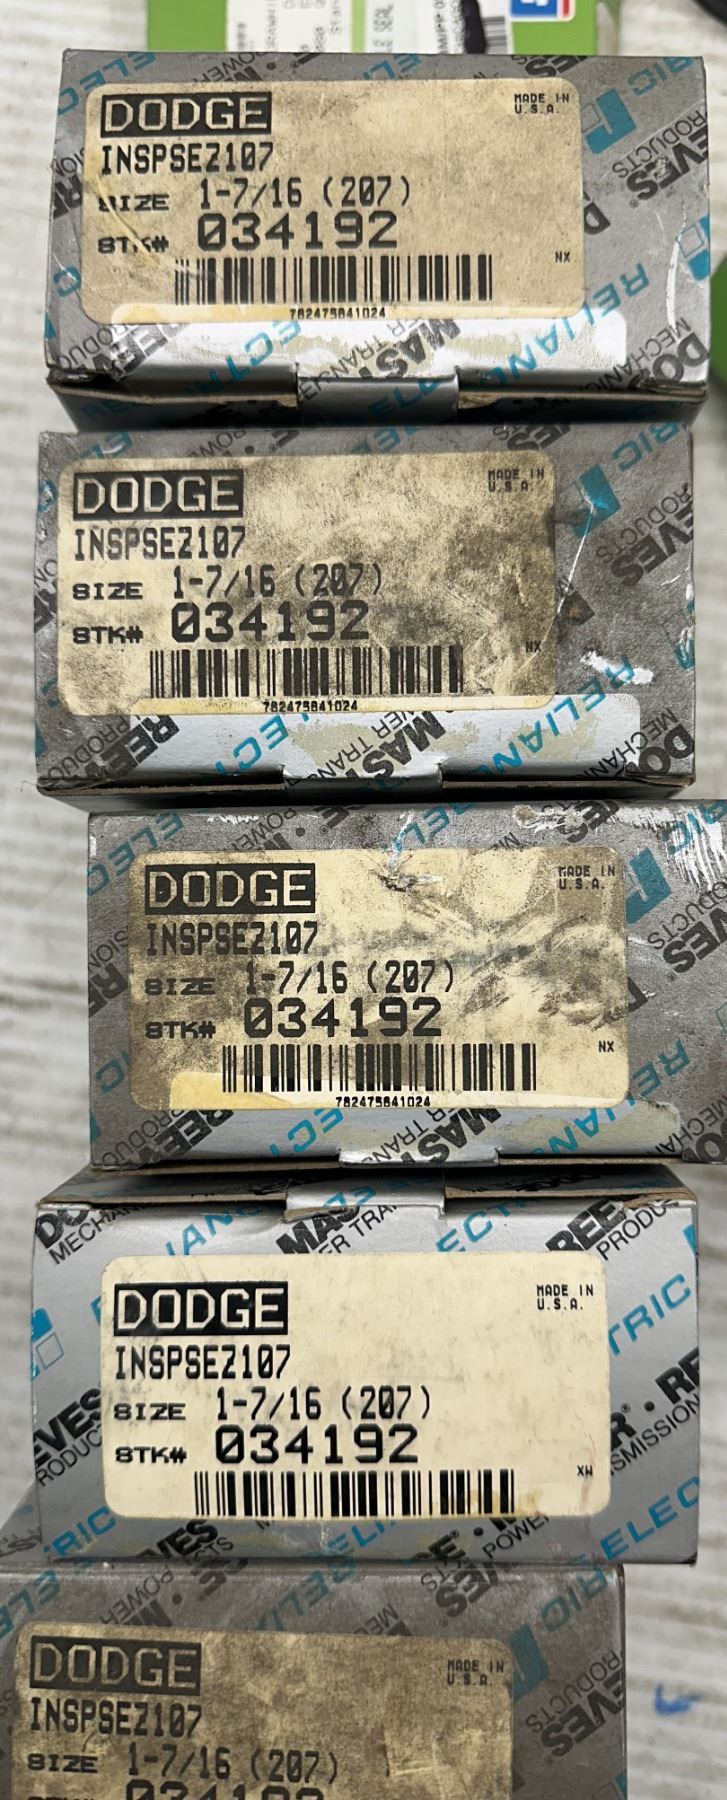 DODGE
MADE IN
U.S.A.
INSPSEZ107
SIZE 1-7/16 (207)
STK# 034192
NX
782475841024
DODGE
MADE IN
U.S.A.
INSPSEZ107
SIZE 1-7/16 (207)
STK# 034192
NX
782475841024
DODGE
MADE IN
U.S.A.
INSPSEZ107
SIZE 1-7/16 (207)
STK# 034192
NX
782475841024
DODGE
MADE IN
U.S.A.
INSPSEZ107
SIZE 1-7/16 (207)
STK# 034192
XW
DODGE
MADE IN
U.S.A.
INSPSEZ107
SIZE 1-7/16 (207)
034192